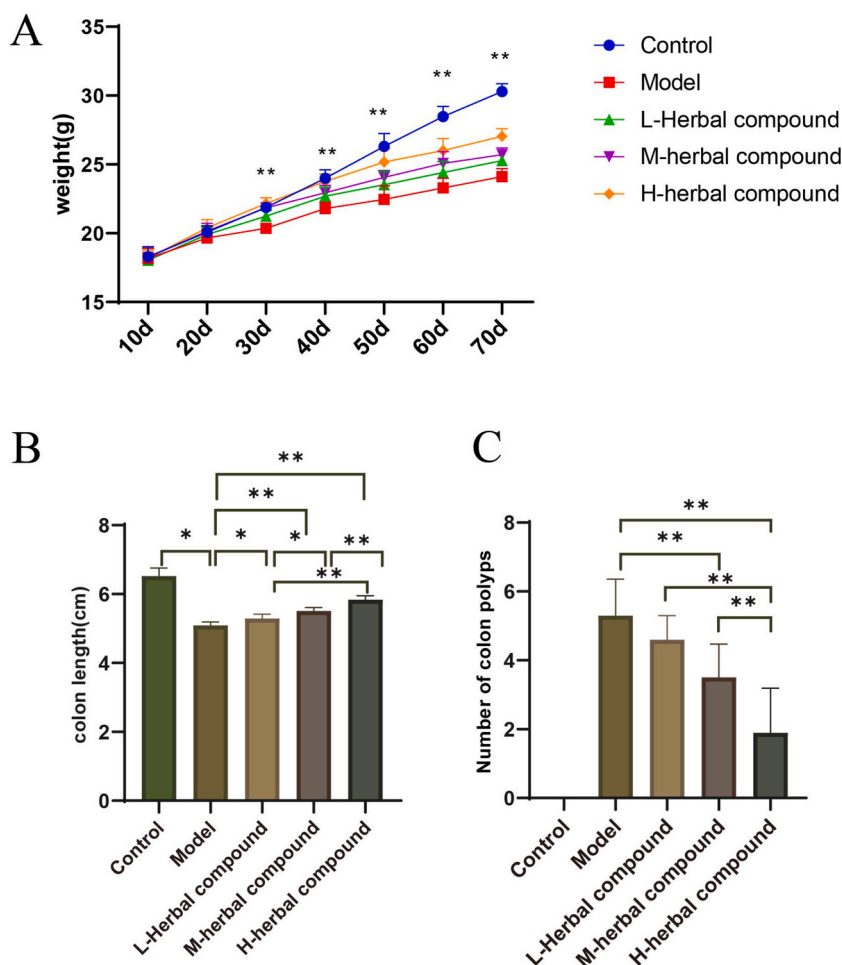 A
35
30
25
20
15
weight(g)
** ** ** ** **
10d 20d 30d 40d 50d 60d 70d
Control
Model
L-Herbal compound
M-herbal compound
H-herbal compound
B
**
**
* * * **
**
8
6
4
2
0
colon length(cm)
Control
Model
L-Herbal compound
M-herbal compound
H-herbal compound
C
**
**
**
**
8
6
4
2
0
Number of colon polyps
Control
Model
L-Herbal compound
M-herbal compound
H-herbal compound